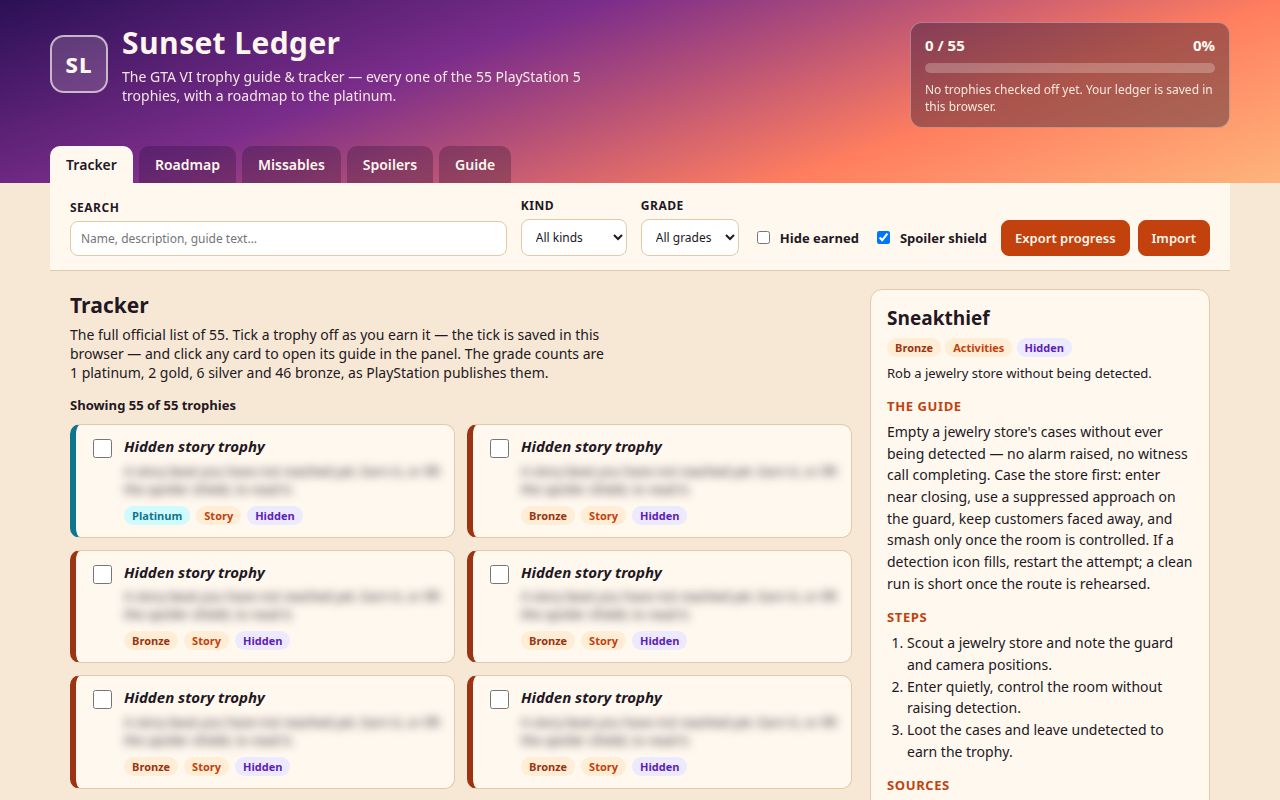 SL
Sunset Ledger
The GTA VI trophy guide & tracker — every one of the 55 PlayStation 5
trophies, with a roadmap to the platinum.
0 / 55 0%
No trophies checked off yet. Your ledger is saved in
this browser.
Tracker Roadmap Missables Spoilers Guide
SEARCH KIND GRADE
Name, description, guide text... All kinds All grades Hide earned Spoiler shield Export progress Import
Tracker
The full official list of 55. Tick a trophy off as you earn it — the tick is saved in this
browser — and click any card to open its guide in the panel. The grade counts are
1 platinum, 2 gold, 6 silver and 46 bronze, as PlayStation publishes them.
Showing 55 of 55 trophies
Hidden story trophy
Platinum Story Hidden
Hidden story trophy
Bronze Story Hidden
Hidden story trophy
Bronze Story Hidden
Hidden story trophy
Bronze Story Hidden
Hidden story trophy
Bronze Story Hidden
Hidden story trophy
Bronze Story Hidden
Sneakthief
Bronze Activities Hidden
Rob a jewelry store without being detected.
THE GUIDE
Empty a jewelry store's cases without ever
being detected — no alarm raised, no witness
call completing. Case the store first: enter
near closing, use a suppressed approach on
the guard, keep customers faced away, and
smash only once the room is controlled. If a
detection icon fills, restart the attempt; a clean
run is short once the route is rehearsed.
STEPS
1. Scout a jewelry store and note the guard
and camera positions.
2. Enter quietly, control the room without
raising detection.
3. Loot the cases and leave undetected to
earn the trophy.
SOURCES